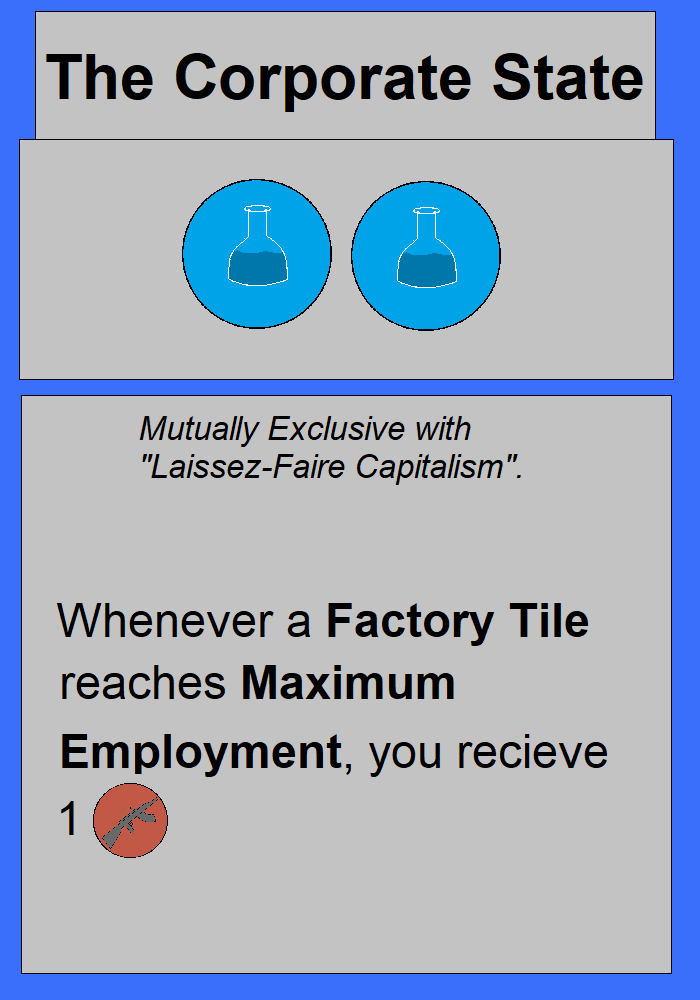 The Corporate State
Mutually Exclusive with
"Laissez-Faire Capitalism".
Whenever a Factory Tile
reaches Maximum
Employment, you recieve
1